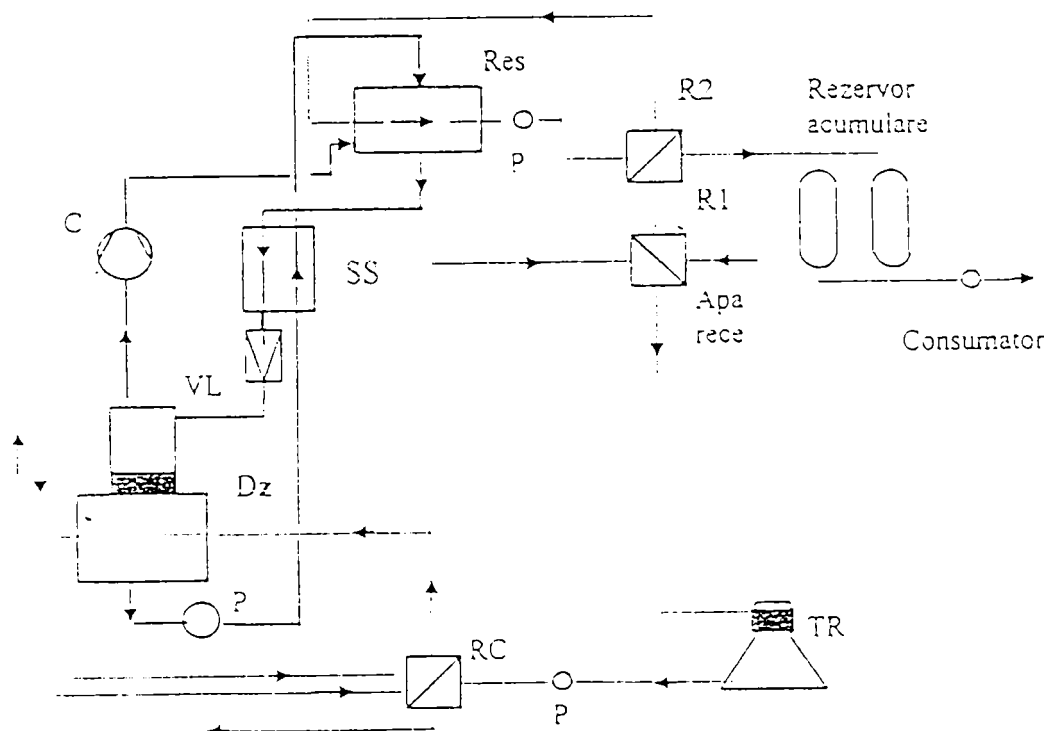 Res
R2
Rezervor
acumulare
P
R1
C
SS
Apa
rece
Consumator
VL
Dz
P
TR
RC
P